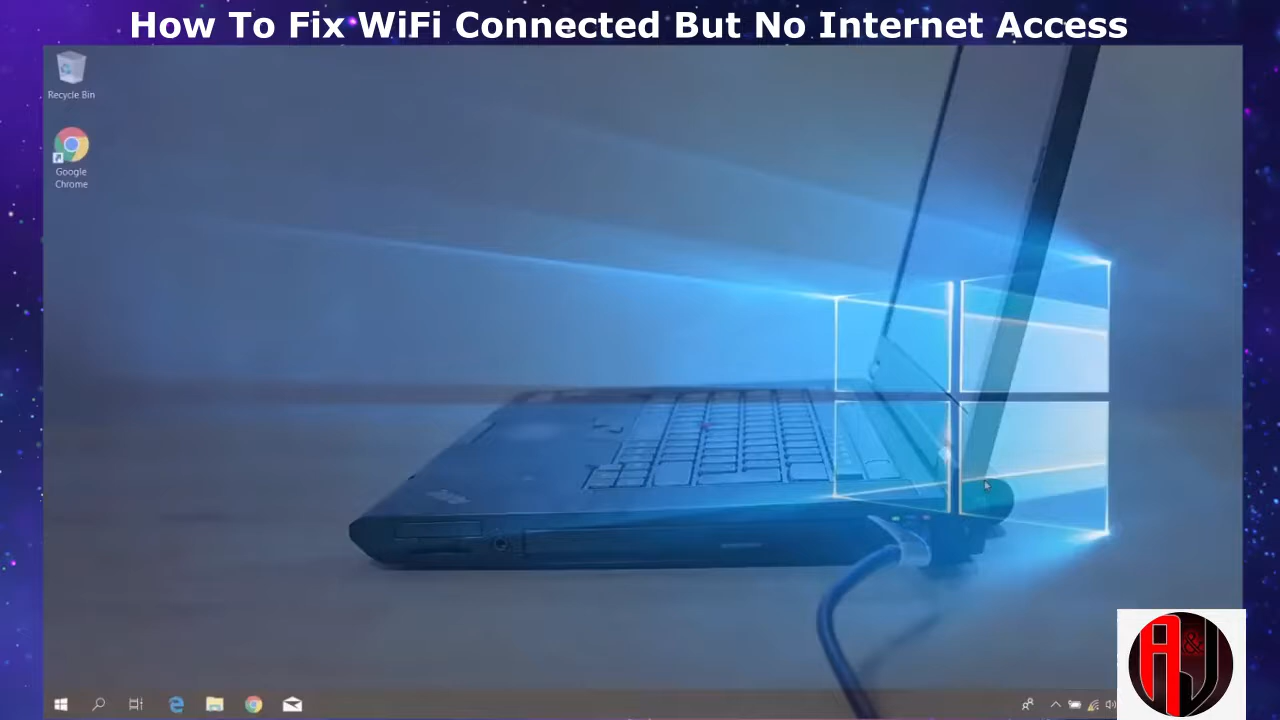 How To Fix WiFi Connected But No Internet Access
Recycle Bin
Google
Chrome
A&J